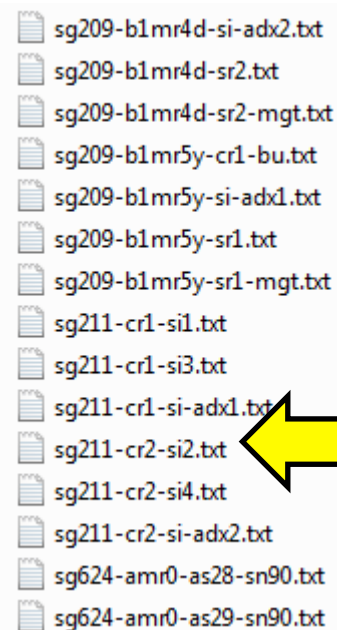 sg209-b1mr4d-si-adx2.txt
sg209-b1mr4d-sr2.txt
sg209-b1mr4d-sr2-mgt.txt
sg209-b1mr5y-cr1-bu.txt
sg209-b1mr5y-si-adx1.txt
sg209-b1mr5y-sr1.txt
sg209-b1mr5y-sr1-mgt.txt
sg211-cr1-si1.txt
sg211-cr1-si3.txt
sg211-cr1-si-adx1.txt
sg211-cr2-si2.txt
sg211-cr2-si4.txt
sg211-cr2-si-adx2.txt
sg624-amr0-as28-sn90.txt
sg624-amr0-as29-sn90.txt